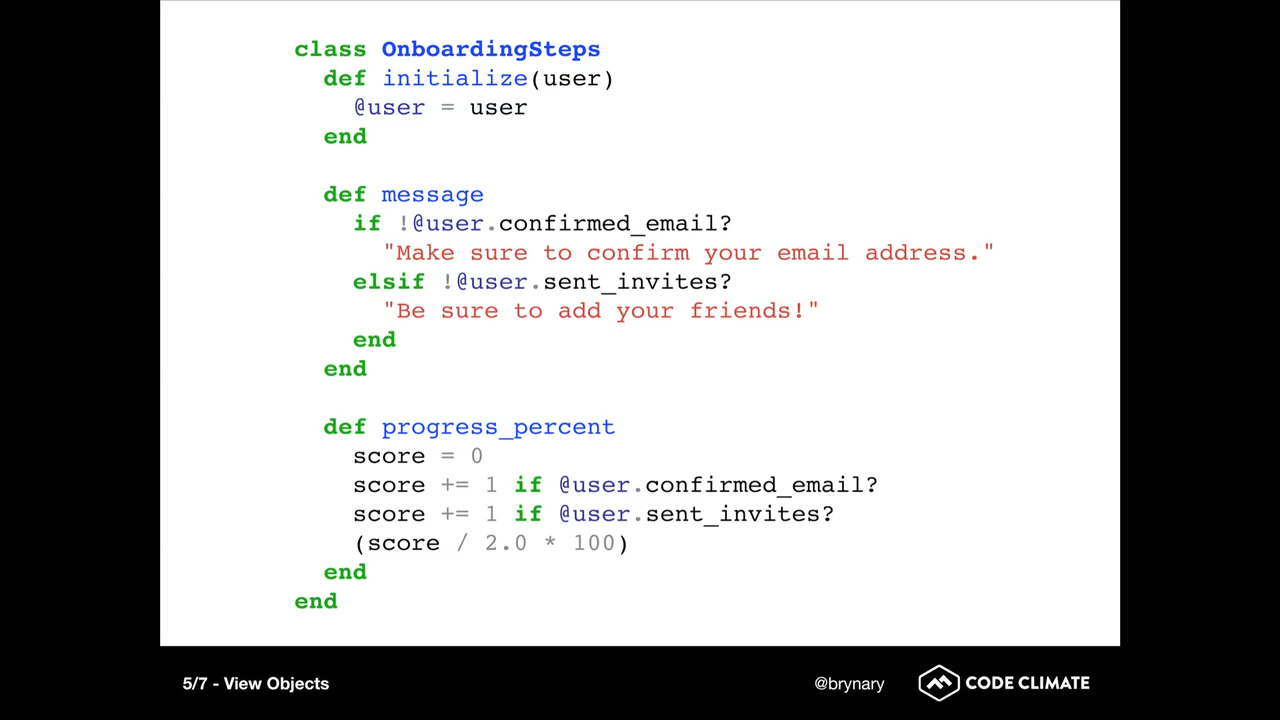 class OnboardingSteps
  def initialize(user)
    @user = user
  end

  def message
    if !@user.confirmed_email?
      "Make sure to confirm your email address."
    elsif !@user.sent_invites?
      "Be sure to add your friends!"
    end
  end

  def progress_percent
    score = 0
    score += 1 if @user.confirmed_email?
    score += 1 if @user.sent_invites?
    (score / 2.0 * 100)
  end
end
5/7 - View Objects
@brynary
CODE CLIMATE